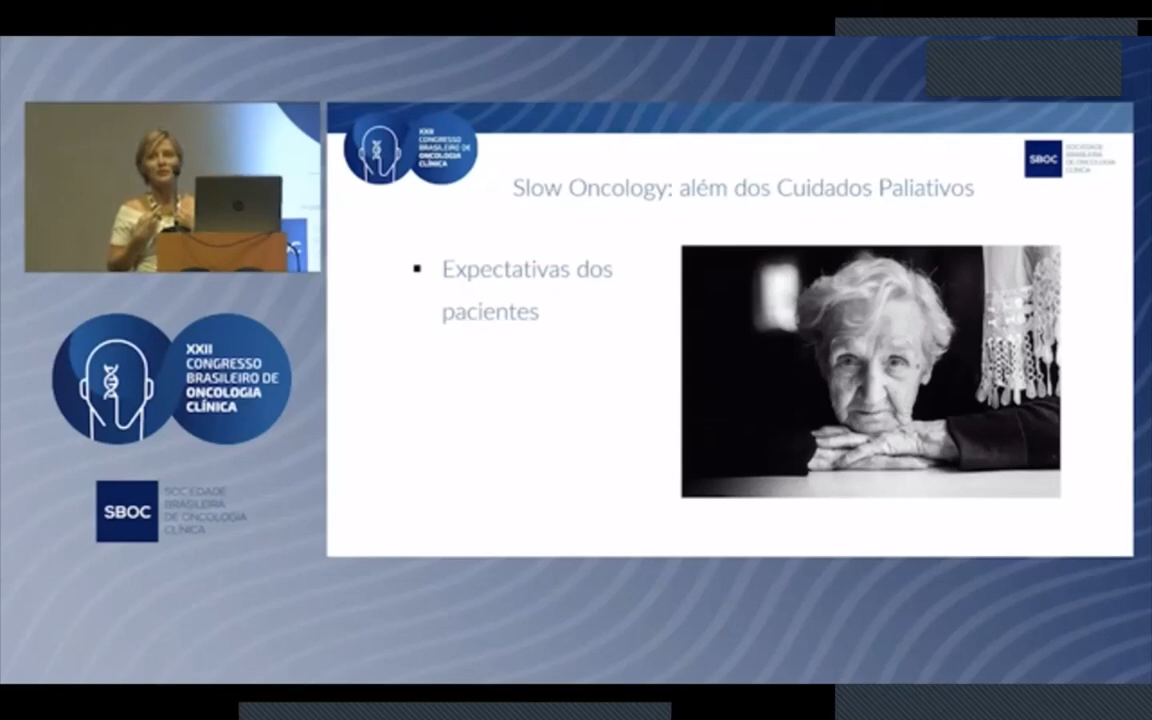 XXII
CONGRESSO
BRASILEIRO DE
ONCOLOGIA
CLÍNICA
SBOC
SOCIEDADE
BRASILEIRA
DE ONCOLOGIA
CLÍNICA
Slow Oncology: além dos Cuidados Paliativos
Expectativas dos
pacientes
XXII
CONGRESSO
BRASILEIRO DE
ONCOLOGIA
CLÍNICA
SBOC
SOCIEDADE
BRASILEIRA
DE ONCOLOGIA
CLÍNICA